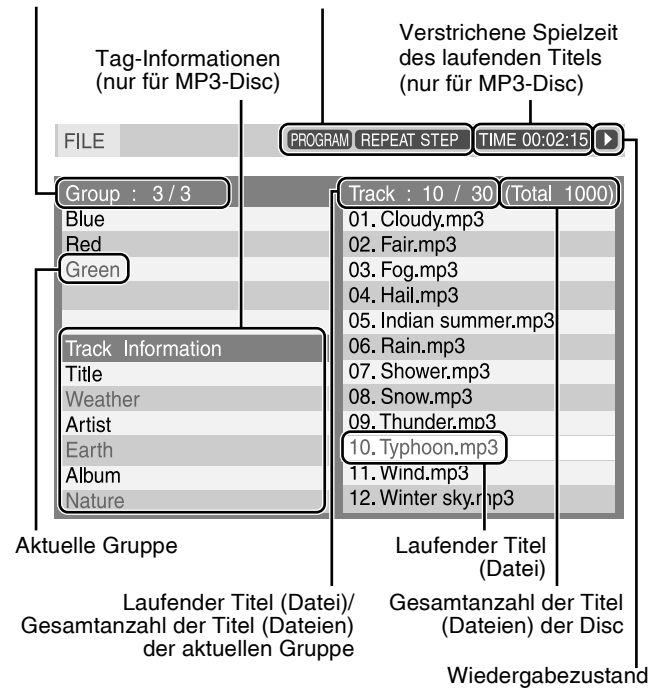 Tag-Informationen
(nur für MP3-Disc)
Verstrichene Spielzeit
des laufenden Titels
(nur für MP3-Disc)
FILE
PROGRAM REPEAT STEP TIME 00:02:15
Group : 3 / 3
Blue
Red
Green
Track Information
Title
Weather
Artist
Earth
Album
Nature
Track : 10 / 30 (Total 1000)
01. Cloudy.mp3
02. Fair.mp3
03. Fog.mp3
04. Hail.mp3
05. Indian summer.mp3
06. Rain.mp3
07. Shower.mp3
08. Snow.mp3
09. Thunder.mp3
10. Typhoon.mp3
11. Wind.mp3
12. Winter sky.mp3
Aktuelle Gruppe
Laufender Titel
(Datei)
Laufender Titel (Datei)/
Gesamtanzahl der Titel (Dateien)
der aktuellen Gruppe
Gesamtanzahl der Titel
(Dateien) der Disc
Wiedergabezustand